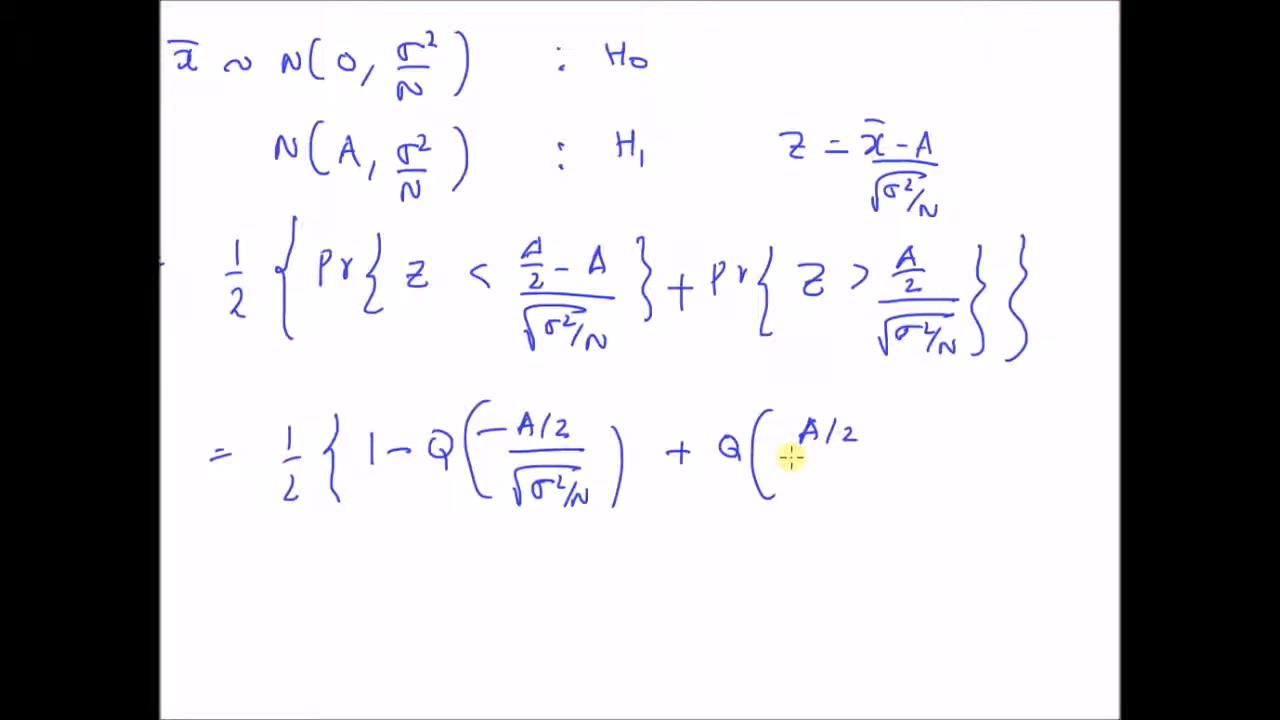 x̄ ~ N(0, σ²/N) : H₀
N(A, σ²/N) : H₁
Z = (x̄ - A)/√(σ²/N)
1/2 { Pr{ Z < (A/2 - A)/√(σ²/N) } + Pr{ Z > (A/2)/√(σ²/N) } }
= 1/2 { 1 - Q( (-A/2)/√(σ²/N) ) + Q( A/2